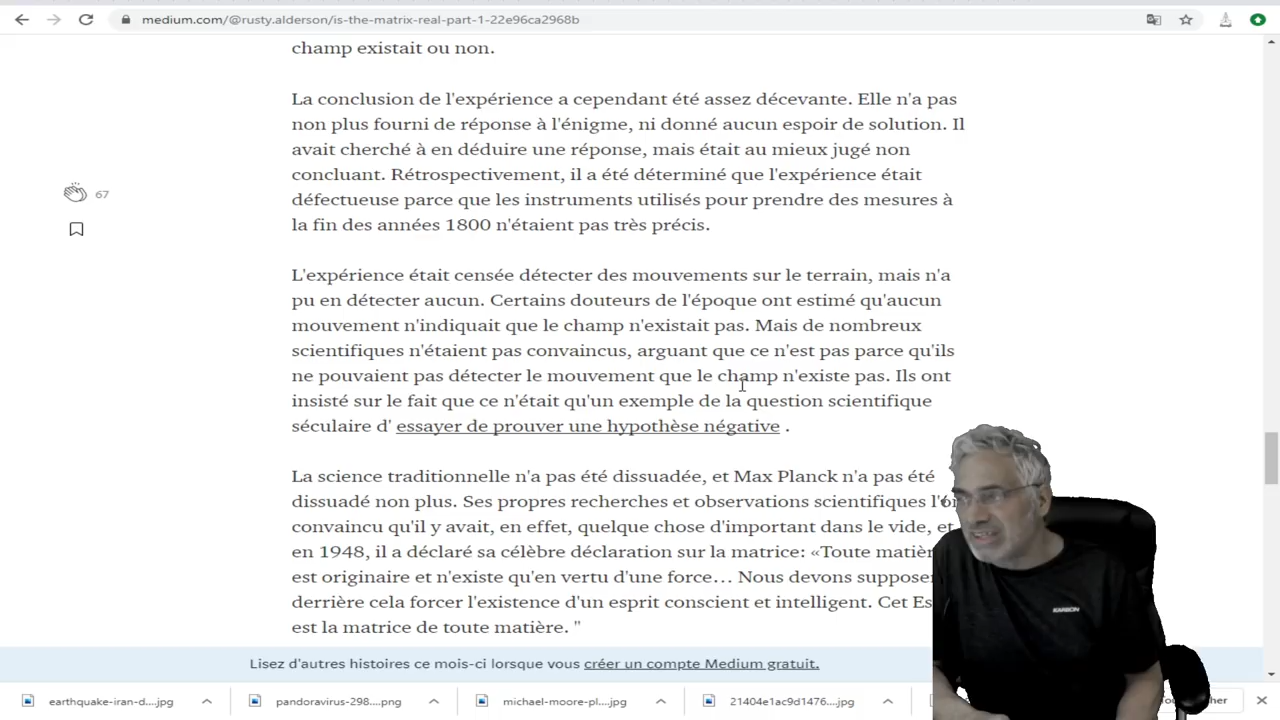 medium.com/@rusty.alderson/is-the-matrix-real-part-1-22e96ca2968b
champ existait ou non.
La conclusion de l'expérience a cependant été assez décevante. Elle n'a pas
non plus fourni de réponse à l'énigme, ni donné aucun espoir de solution. Il
avait cherché à en déduire une réponse, mais était au mieux jugé non
concluant. Rétrospectivement, il a été déterminé que l'expérience était
défectueuse parce que les instruments utilisés pour prendre des mesures à
la fin des années 1800 n'étaient pas très précis.
67
L'expérience était censée détecter des mouvements sur le terrain, mais n'a
pu en détecter aucun. Certains douteurs de l'époque ont estimé qu'aucun
mouvement n'indiquait que le champ n'existait pas. Mais de nombreux
scientifiques n'étaient pas convaincus, arguant que ce n'est pas parce qu'ils
ne pouvaient pas détecter le mouvement que le champ n'existe pas. Ils ont
insisté sur le fait que ce n'était qu'un exemple de la question scientifique
séculaire d' essayer de prouver une hypothèse négative .
La science traditionnelle n'a pas été dissuadée, et Max Planck n'a pas été
dissuadé non plus. Ses propres recherches et observations scientifiques
convaincu qu'il y avait, en effet, quelque chose d'important dans le vide, et
en 1948, il a déclaré sa célèbre déclaration sur la matrice: «Toute
est originaire et n'existe qu'en vertu d'une force… Nous devons
derrière cela forcer l'existence d'un esprit conscient et intelligent. Cet
est la matrice de toute matière. "
KARBON
Lisez d'autres histoires ce mois-ci lorsque vous créer un compte Medium gratuit.
earthquake-iran-d....jpg pandoravirus-298....png michael-moore-pl....jpg 21404e1ac9d1476....jpg